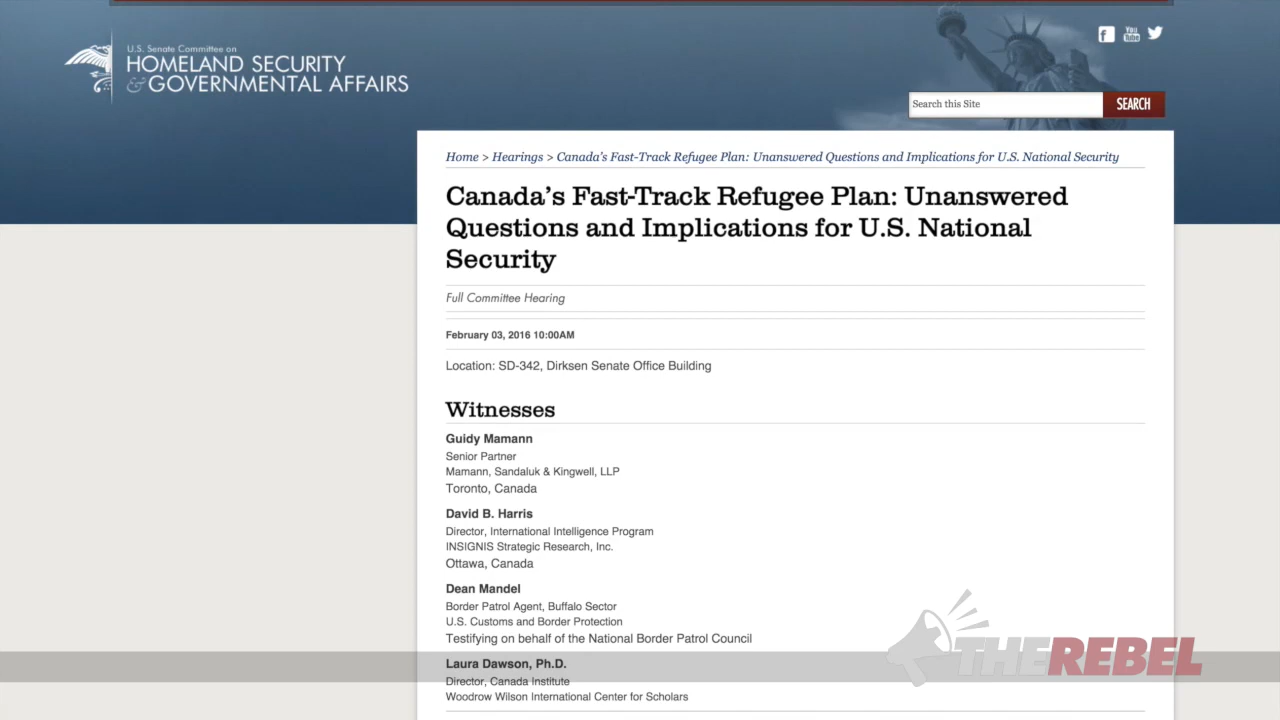 U.S. Senate Committee on
HOMELAND SECURITY
& GOVERNMENTAL AFFAIRS
f
You
Tube
Search this Site
SEARCH
Home > Hearings > Canada's Fast-Track Refugee Plan: Unanswered Questions and Implications for U.S. National Security
Canada's Fast-Track Refugee Plan: Unanswered
Questions and Implications for U.S. National
Security
Full Committee Hearing
February 03, 2016 10:00AM
Location: SD-342, Dirksen Senate Office Building
Witnesses
Guidy Mamann
Senior Partner
Mamann, Sandaluk & Kingwell, LLP
Toronto, Canada
David B. Harris
Director, International Intelligence Program
INSIGNIS Strategic Research, Inc.
Ottawa, Canada
Dean Mandel
Border Patrol Agent, Buffalo Sector
U.S. Customs and Border Protection
Testifying on behalf of the National Border Patrol Council
Laura Dawson, Ph.D.
Director, Canada Institute
Woodrow Wilson International Center for Scholars
THE REBEL